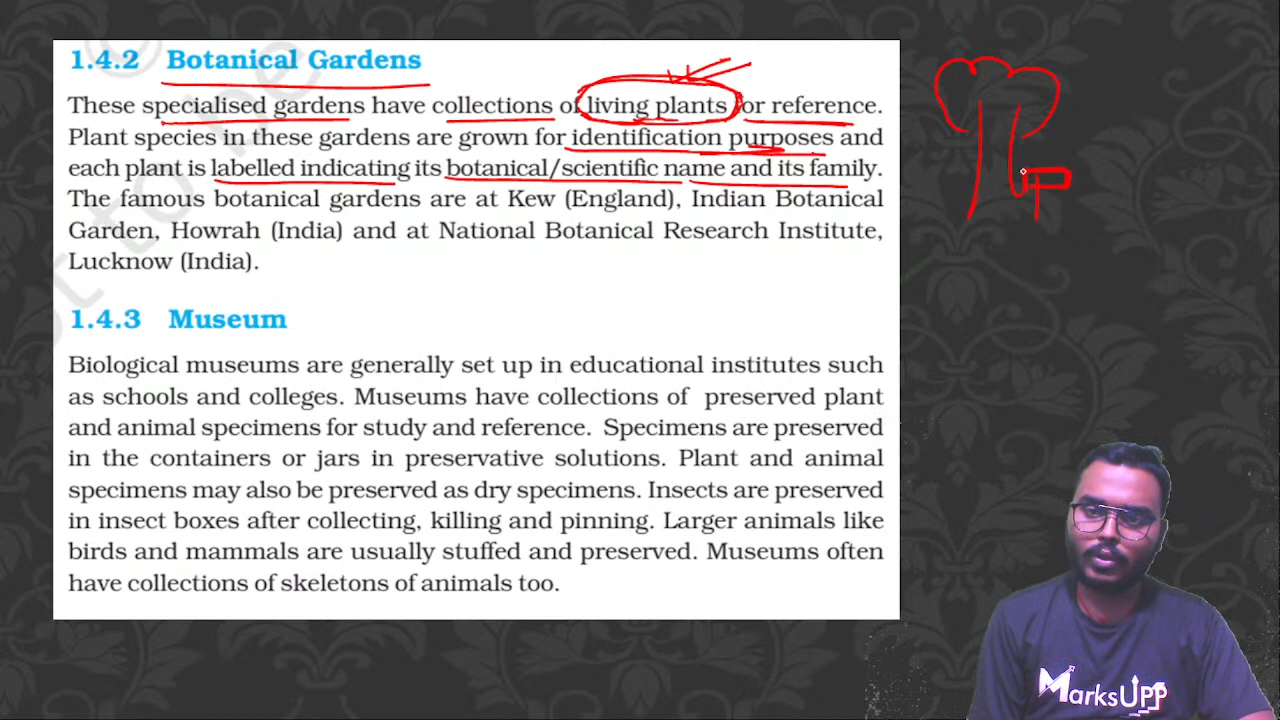 1.4.2 Botanical Gardens
These specialised gardens have collections of living plants for reference.
Plant species in these gardens are grown for identification purposes and
each plant is labelled indicating its botanical/scientific name and its family.
The famous botanical gardens are at Kew (England), Indian Botanical
Garden, Howrah (India) and at National Botanical Research Institute,
Lucknow (India).
1.4.3 Museum
Biological museums are generally set up in educational institutes such
as schools and colleges. Museums have collections of preserved plant
and animal specimens for study and reference. Specimens are preserved
in the containers or jars in preservative solutions. Plant and animal
specimens may also be preserved as dry specimens. Insects are preserved
in insect boxes after collecting, killing and pinning. Larger animals like
birds and mammals are usually stuffed and preserved. Museums often
have collections of skeletons of animals too.
MarksUPP